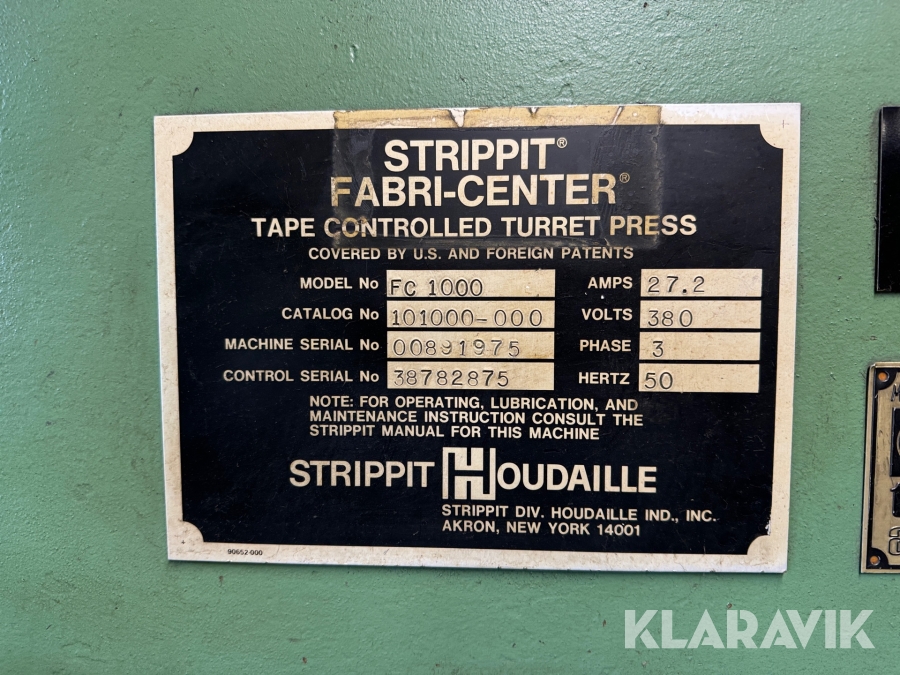 STRIPPIT®
FABRI-CENTER®
TAPE CONTROLLED TURRET PRESS
COVERED BY U.S. AND FOREIGN PATENTS
MODEL No FC 1000 AMPS 27.2
CATALOG No 101000-000 VOLTS 380
MACHINE SERIAL No 00891975 PHASE 3
CONTROL SERIAL No 38782875 HERTZ 50
NOTE: FOR OPERATING, LUBRICATION, AND
MAINTENANCE INSTRUCTION CONSULT THE
STRIPPIT MANUAL FOR THIS MACHINE
STRIPPIT HOUDAILLE
STRIPPIT DIV. HOUDAILLE IND., INC.
AKRON, NEW YORK 14001
90652-000
KLARAVIK